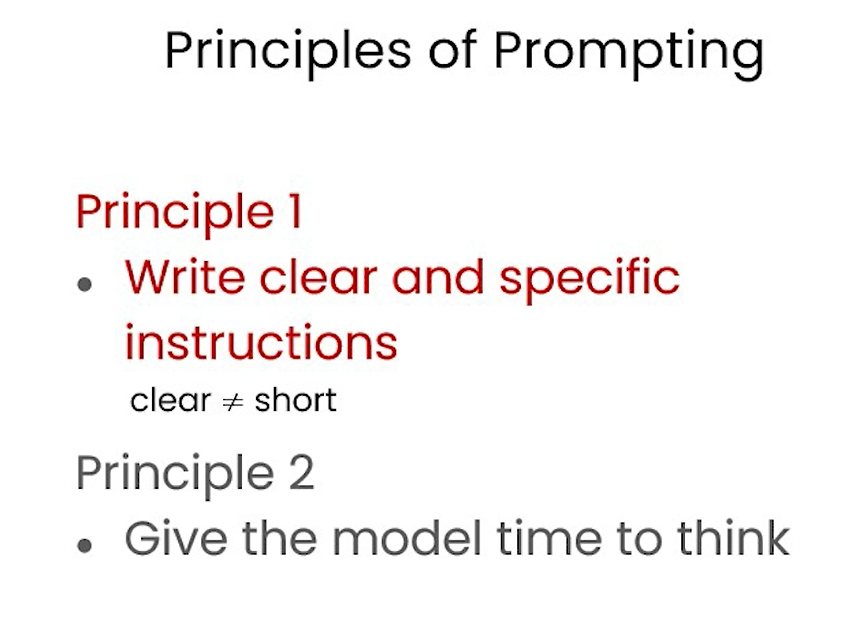 Principles of Prompting
Principle 1
• Write clear and specific
instructions
clear ≠ short
Principle 2
• Give the model time to think